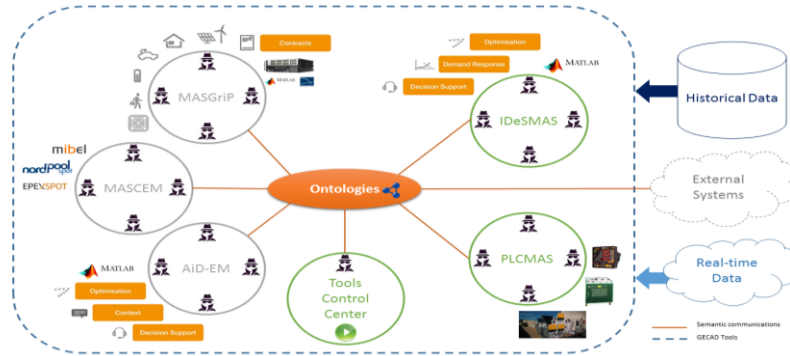 Contracts
MATLAB
MASGriP
Optimisation
Demand Response
MATLAB
Decision Support
IDeSMAS
Historical Data
mibel
nordpool
spot
EPEXSPOT
MASCEM
Ontologies
External
Systems
MATLAB
Optimisation
Context
Decision Support
AiD-EM
Tools
Control
Center
PLCMAS
Real-time
Data
Semantic communications
GECAD Tools